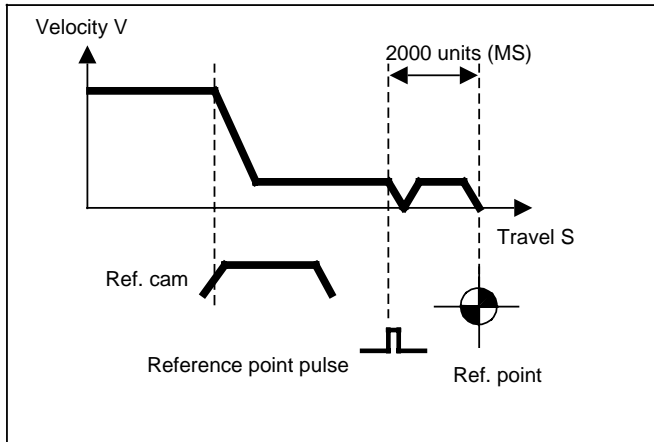 Velocity V
2000 units (MS)
Travel S
Ref. cam
Reference point pulse
Ref. point